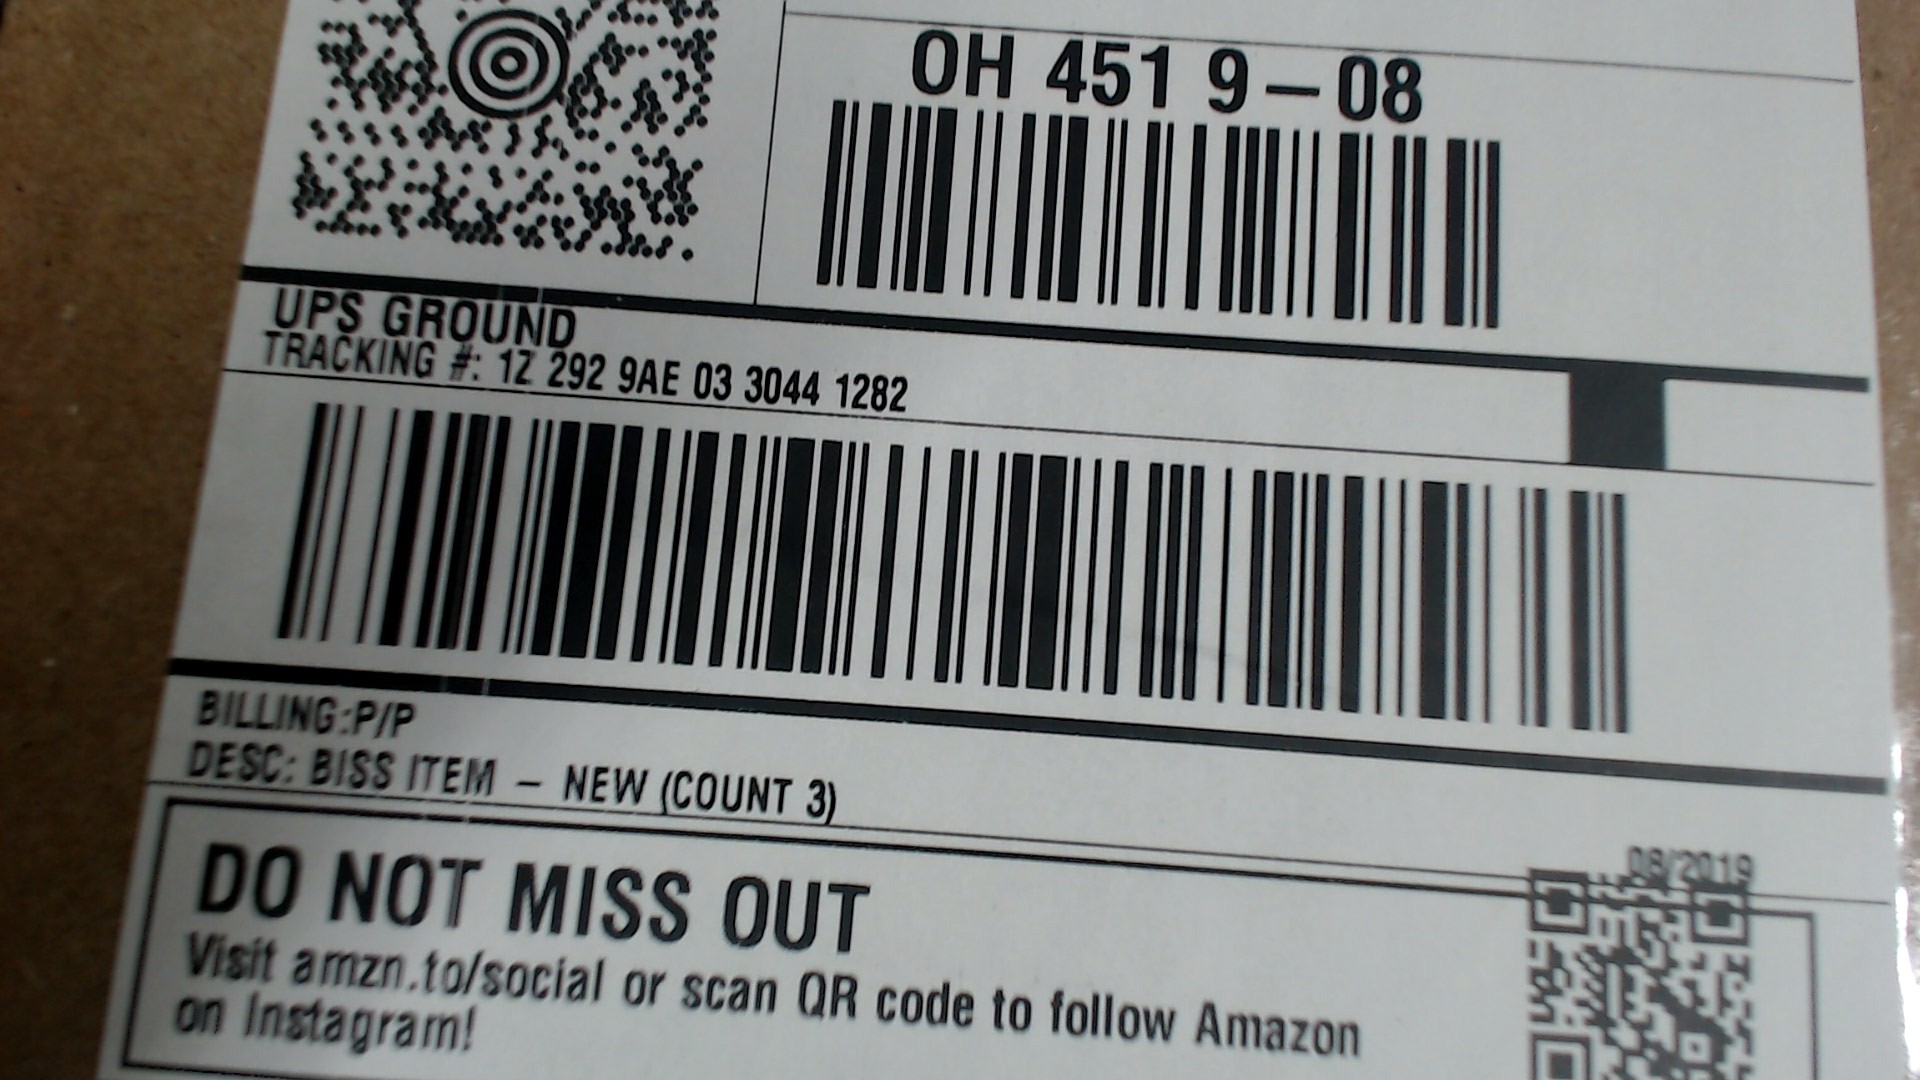 OH 451 9-08
UPS GROUND
TRACKING #: 1Z 292 9AE 03 3044 1282
BILLING:P/P
DESC: BISS ITEM - NEW (COUNT 3)
08/2019
DO NOT MISS OUT
Visit amzn.to/social or scan QR code to follow Amazon
on Instagram!